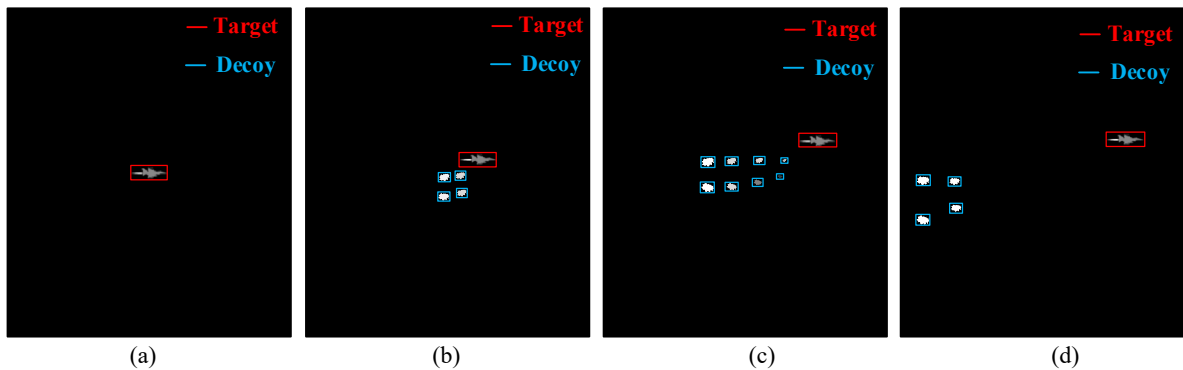 — Target
— Decoy
— Target
— Decoy
— Target
— Decoy
— Target
— Decoy
(a)
(b)
(c)
(d)